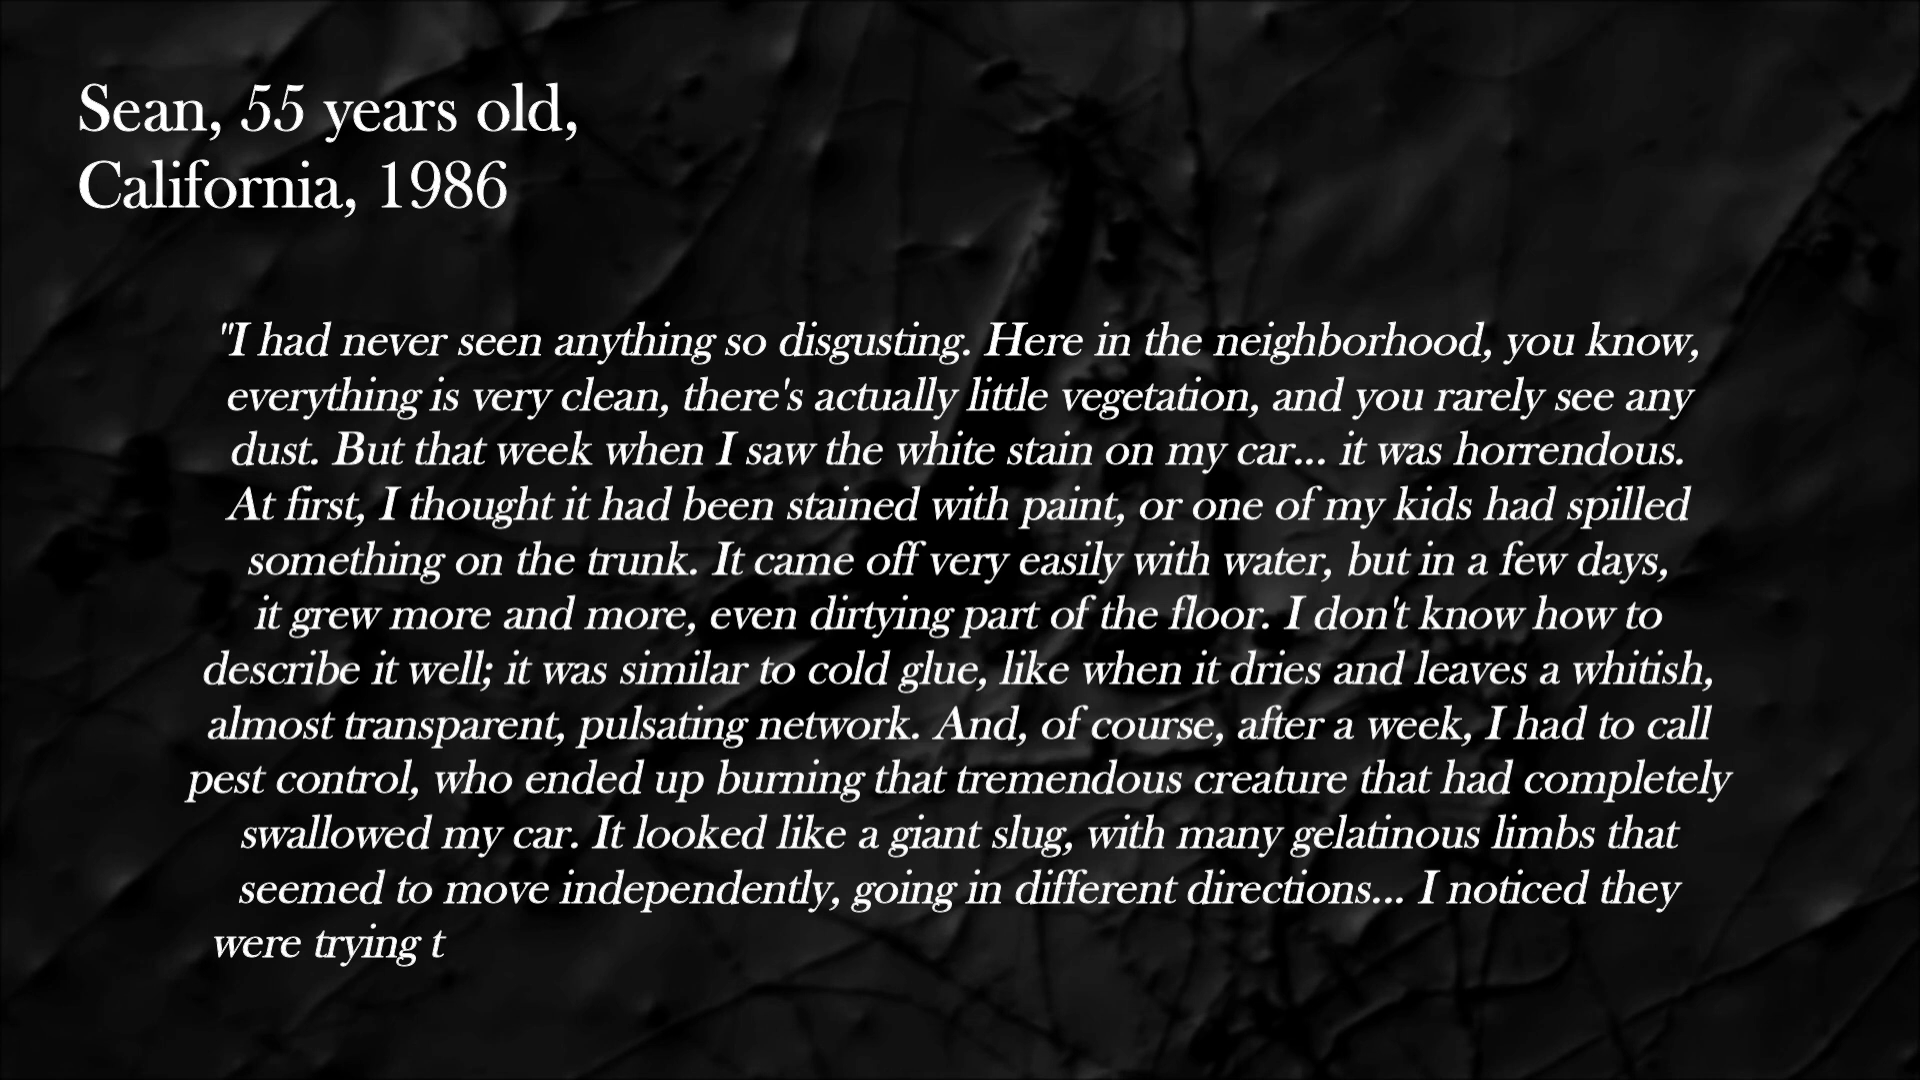 Sean, 55 years old,
California, 1986
"I had never seen anything so disgusting. Here in the neighborhood, you know,
everything is very clean, there's actually little vegetation, and you rarely see any
dust. But that week when I saw the white stain on my car... it was horrendous.
At first, I thought it had been stained with paint, or one of my kids had spilled
something on the trunk. It came off very easily with water, but in a few days,
it grew more and more, even dirtying part of the floor. I don't know how to
describe it well; it was similar to cold glue, like when it dries and leaves a whitish,
almost transparent, pulsating network. And, of course, after a week, I had to call
pest control, who ended up burning that tremendous creature that had completely
swallowed my car. It looked like a giant slug, with many gelatinous limbs that
seemed to move independently, going in different directions... I noticed they
were trying t